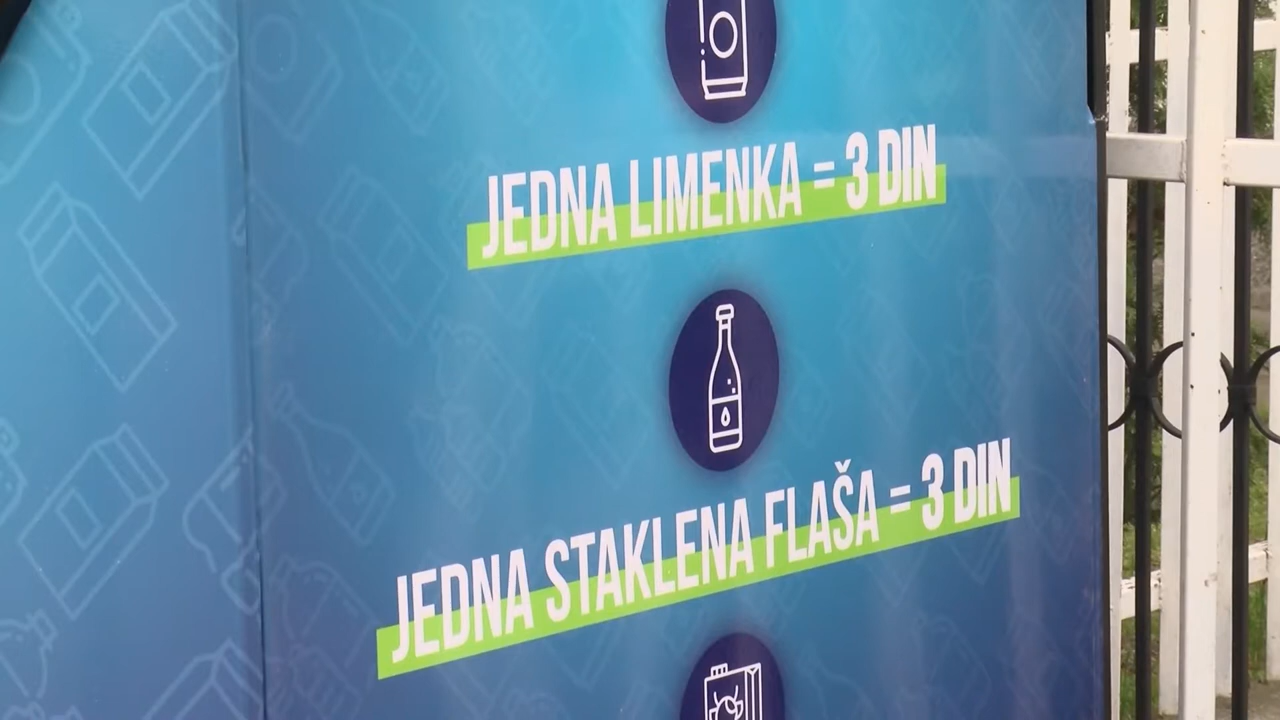 JEDNA LIMENKA = 3 DIN
JEDNA STAKLENA FLAŠA = 3 DIN